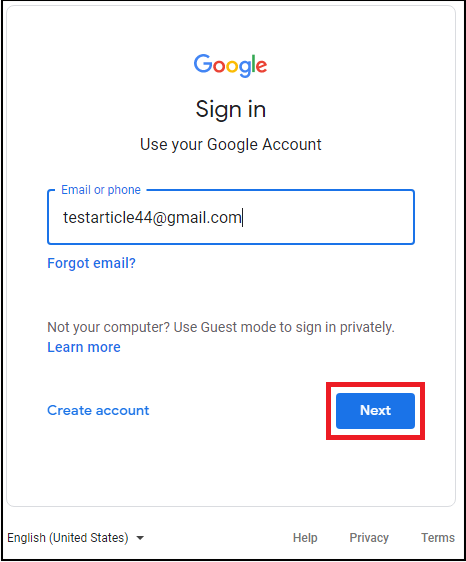 Google
Sign in
Use your Google Account
Email or phone
testarticle44@gmail.com
Forgot email?
Not your computer? Use Guest mode to sign in privately.
Learn more
Create account
Next
English (United States)
Help
Privacy
Terms